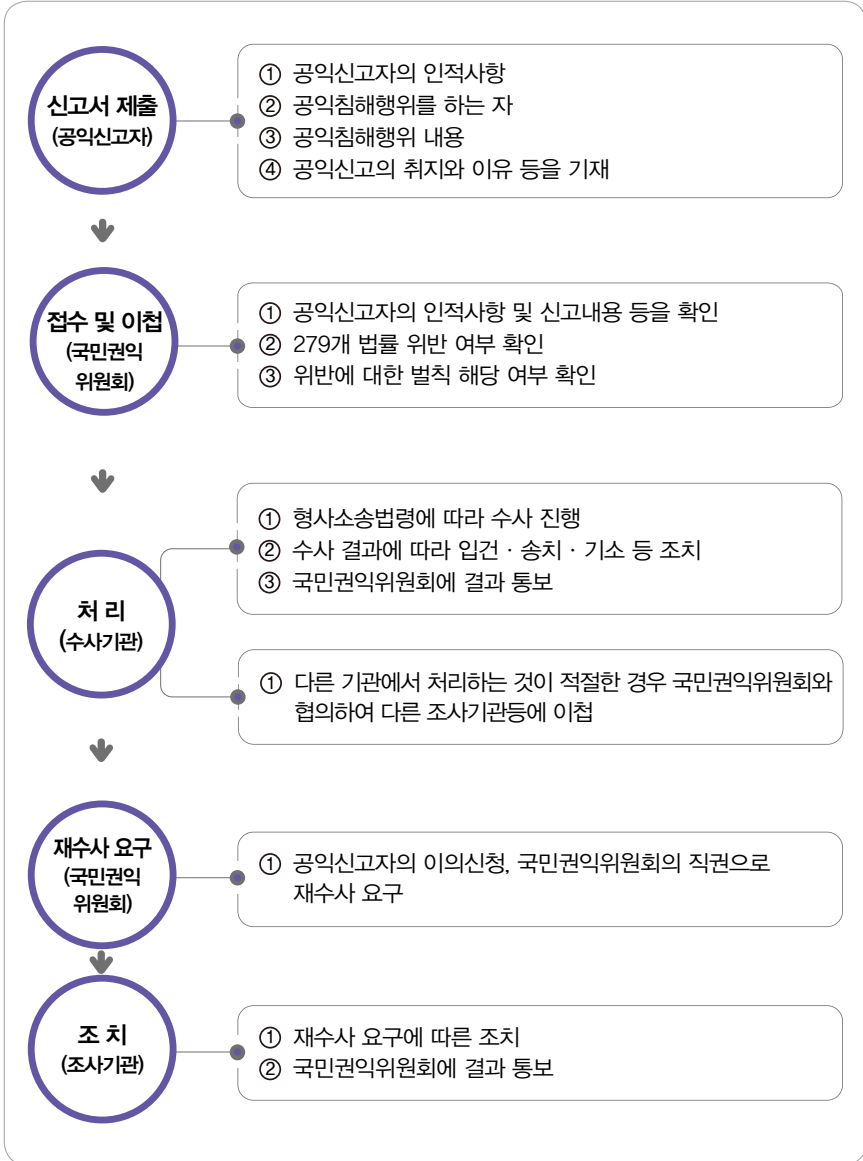 신고서 제출
(공익신고자)
① 공익신고자의 인적사항
② 공익침해행위를 하는 자
③ 공익침해행위 내용
④ 공익신고의 취지와 이유 등을 기재
접수 및 이첩
(국민권익
위원회)
① 공익신고자의 인적사항 및 신고내용 등을 확인
② 279개 법률 위반 여부 확인
③ 위반에 대한 벌칙 해당 여부 확인
처 리
(수사기관)
① 형사소송법령에 따라 수사 진행
② 수사 결과에 따라 입건 · 송치 · 기소 등 조치
③ 국민권익위원회에 결과 통보
① 다른 기관에서 처리하는 것이 적절한 경우 국민권익위원회와
협의하여 다른 조사기관등에 이첩
재수사 요구
(국민권익
위원회)
① 공익신고자의 이의신청, 국민권익위원회의 직권으로
재수사 요구
조 치
(조사기관)
① 재수사 요구에 따른 조치
② 국민권익위원회에 결과 통보